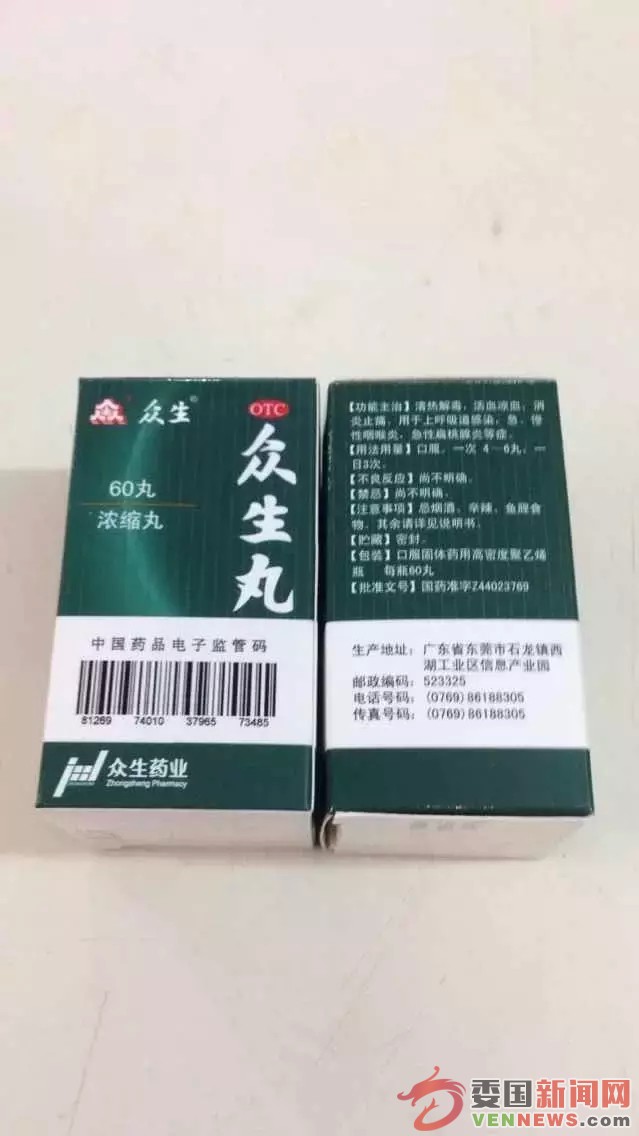 众生®
OTC
众生丸
60丸
浓缩丸
中国药品电子监管码
81269 74010 37965 73485
众生药业
Zhongsheng Pharmacy
【功能主治】清热解毒，活血凉血，消
炎止痛。用于上呼吸道感染，急、慢
性咽喉炎，急性扁桃腺炎等症。
【用法用量】口服。一次 4—6丸，一
日3次。
【不良反应】尚不明确。
【禁忌】尚不明确。
【注意事项】忌烟酒、辛辣、鱼腥食
物。其余请详见说明书。
【贮藏】密封。
【包装】口服固体药用高密度聚乙烯
瓶 每瓶60丸
【批准文号】国药准字Z44023769
生产地址：广东省东莞市石龙镇西
湖工业区信息产业园
邮政编码：523325
电话号码：(0769)86188305
传真号码：(0769)86188305
委国新闻网
VENNEWS.com